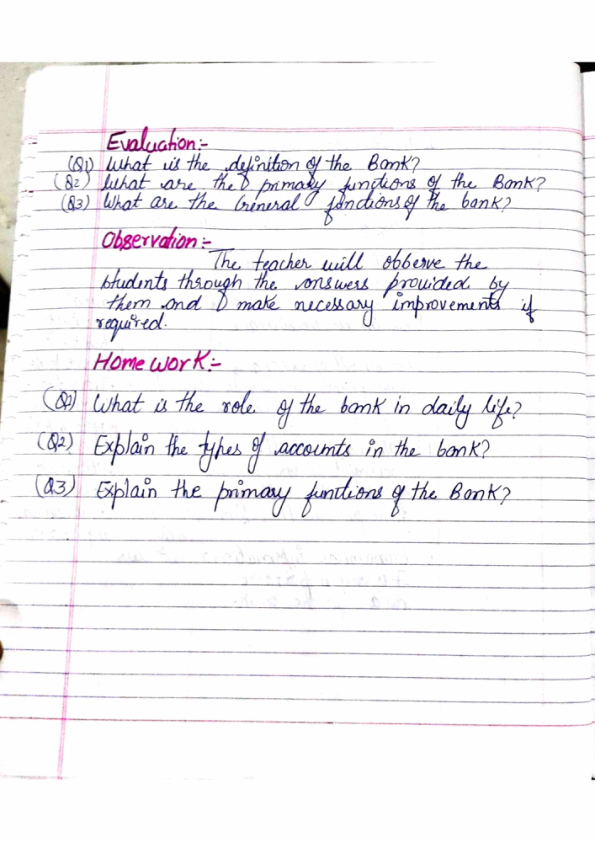 Evaluation:-
(Q1) What is the definition of the Bank?
(Q2) What are the primary functions of the Bank?
(Q3) What are the General functions of the bank?
Observation:-
The teacher will obberve the
students through the answers provided by
them and make necessary improvements if
required.
Home work:-
(Q1) What is the role of the bank in daily life?
(Q2) Explain the types of accounts in the bank?
(Q3) Explain the primary functions of the Bank?